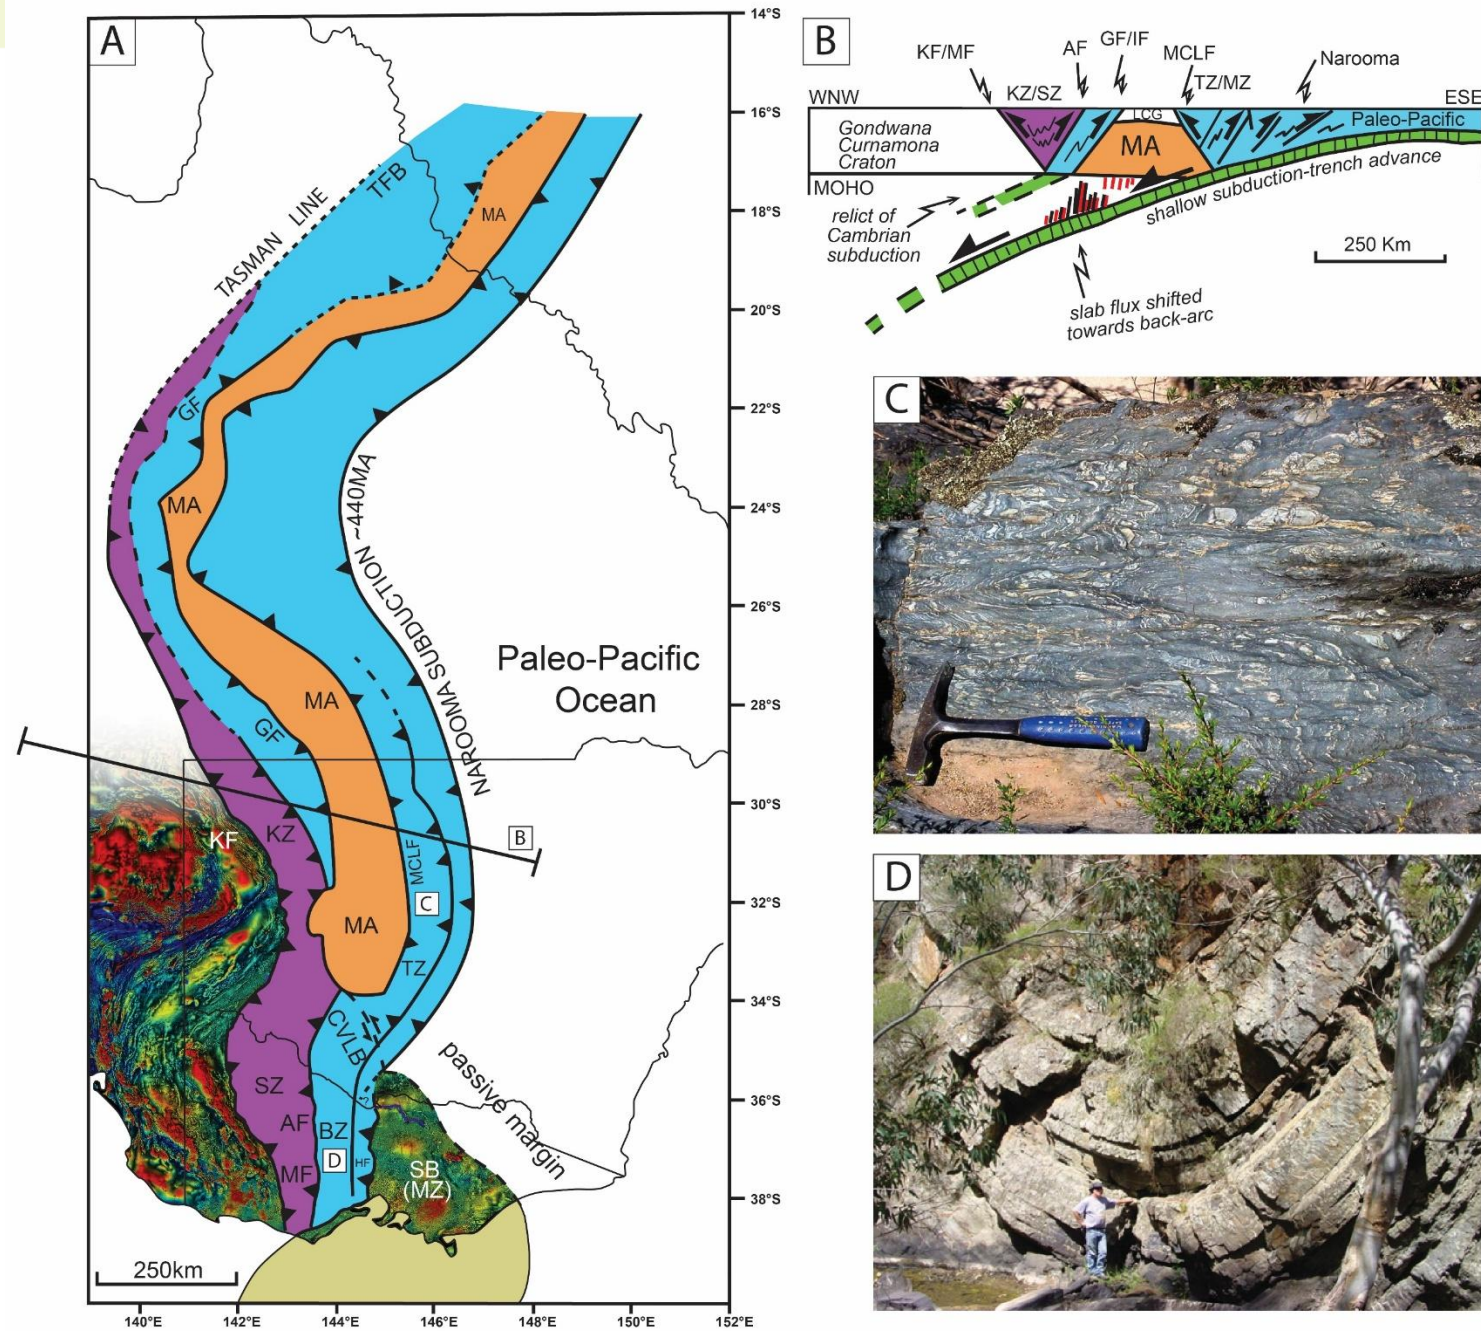 A
14°S
16°S
18°S
20°S
22°S
24°S
26°S
28°S
30°S
32°S
34°S
36°S
38°S
140°E
142°E
144°E
146°E
148°E
150°E
152°E
TASMAN LINE
TFB
MA
GF
MA
NAROOMA SUBDUCTION ~440MA
Paleo-Pacific
Ocean
MA
GF
B
KF
KZ
MCLF
C
MA
TZ
CVLB
passive margin
SZ
AF
BZ
D
HF
MF
SB
(MZ)
250km
B
KF/MF
AF
GF/IF
MCLF
TZ/MZ
Narooma
KZ/SZ
WNW
ESE
LCG
Paleo-Pacific
Gondwana
Curnamona
Craton
MA
MOHO
shallow subduction-trench advance
relict of
Cambrian
subduction
250 Km
slab flux shifted
towards back-arc
C
D